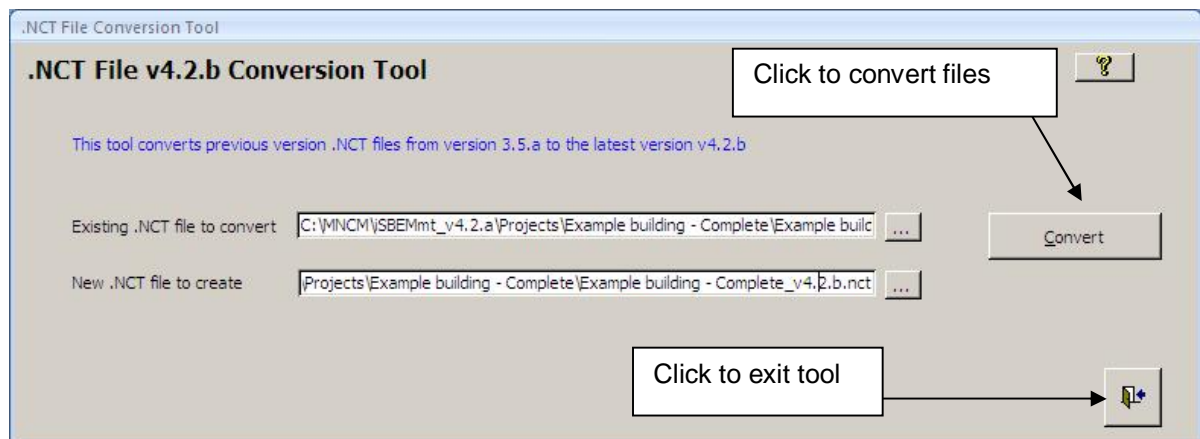 .NCT File Conversion Tool
.NCT File v4.2.b Conversion Tool
Click to convert files
?
This tool converts previous version .NCT files from version 3.5.a to the latest version v4.2.b
Existing .NCT file to convert C:\MNCM\iSBEMmt_v4.2.a\Projects\Example building - Complete\Example builc ...
Convert
New .NCT file to create \Projects\Example building - Complete\Example building - Complete_v4.2.b.nct ...
Click to exit tool